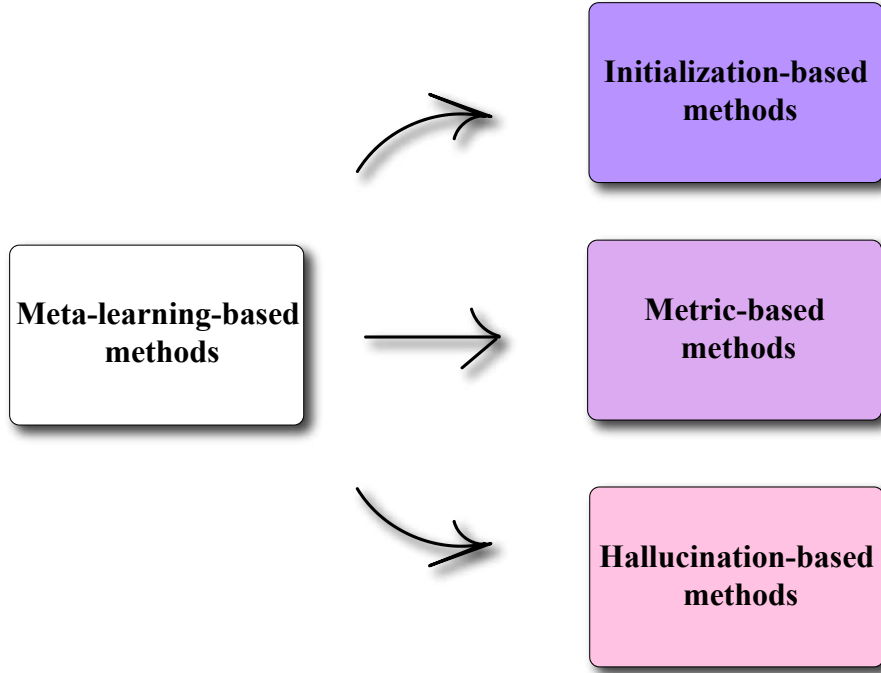 Initialization-based
methods
Meta-learning-based
methods
Metric-based
methods
Hallucination-based
methods